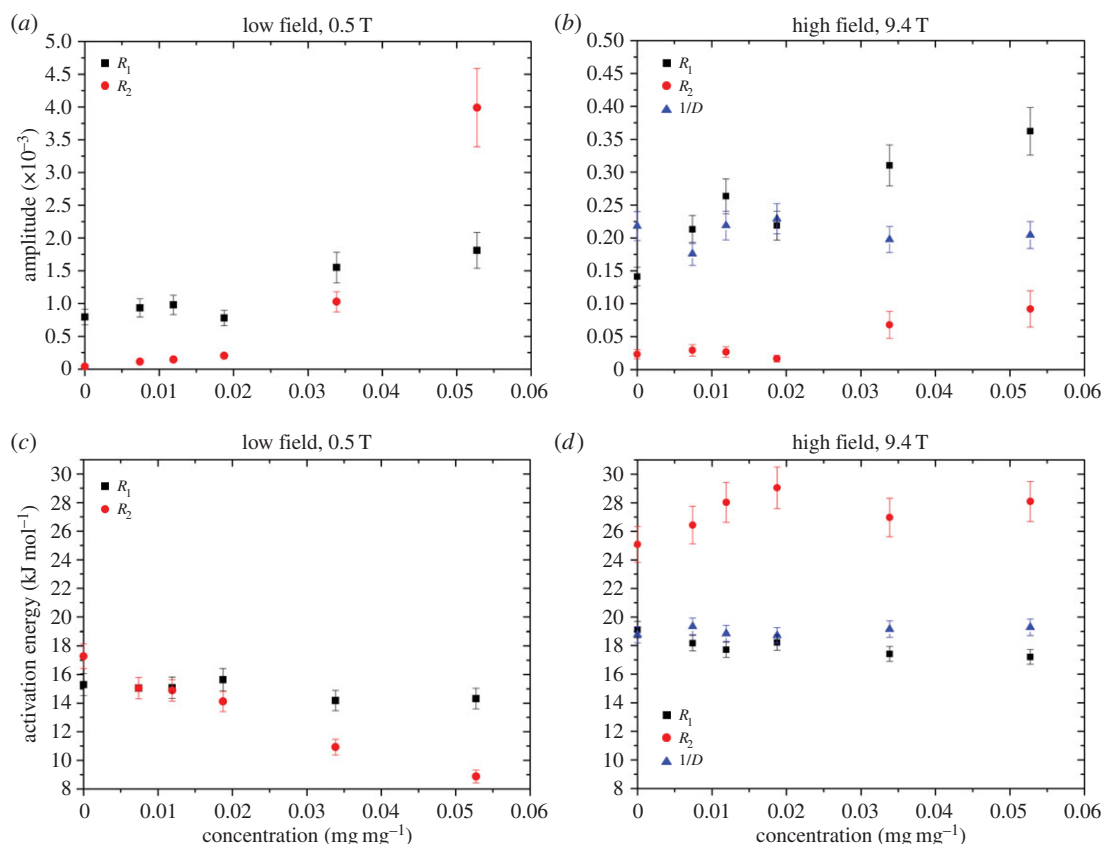 (a) low field, 0.5 T
5.0
4.5
4.0
3.5
3.0
2.5
2.0
1.5
1.0
0.5
0
amplitude (×10⁻³)
R₁
R₂
0 0.01 0.02 0.03 0.04 0.05 0.06
(b) high field, 9.4 T
0.50
0.45
0.40
0.35
0.30
0.25
0.20
0.15
0.10
0.05
0
R₁
R₂
1/D
0 0.01 0.02 0.03 0.04 0.05 0.06
(c) low field, 0.5 T
30
28
26
24
22
20
18
16
14
12
10
8
activation energy (kJ mol⁻¹)
R₁
R₂
0 0.01 0.02 0.03 0.04 0.05 0.06
concentration (mg mg⁻¹)
(d) high field, 9.4 T
30
28
26
24
22
20
18
16
14
12
10
8
R₁
R₂
1/D
0 0.01 0.02 0.03 0.04 0.05 0.06
concentration (mg mg⁻¹)